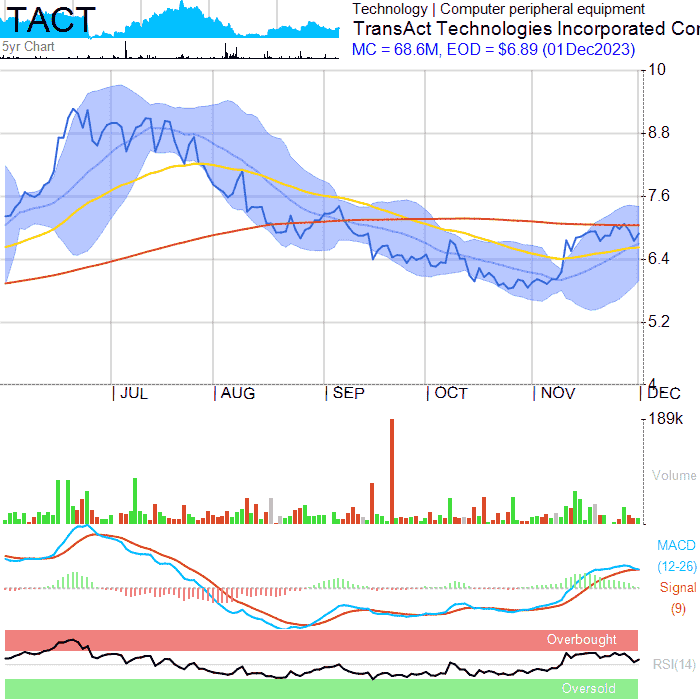 TACT
5yr Chart
Technology | Computer peripheral equipment
TransAct Technologies Incorporated Cor
MC = 68.6M, EOD = $6.89 (01Dec2023)
10
8.8
7.6
6.4
5.2
4
JUL AUG SEP OCT NOV DEC
189k
Volume
MACD
(12-26)
Signal
(9)
Overbought
RSI(14)
Oversold